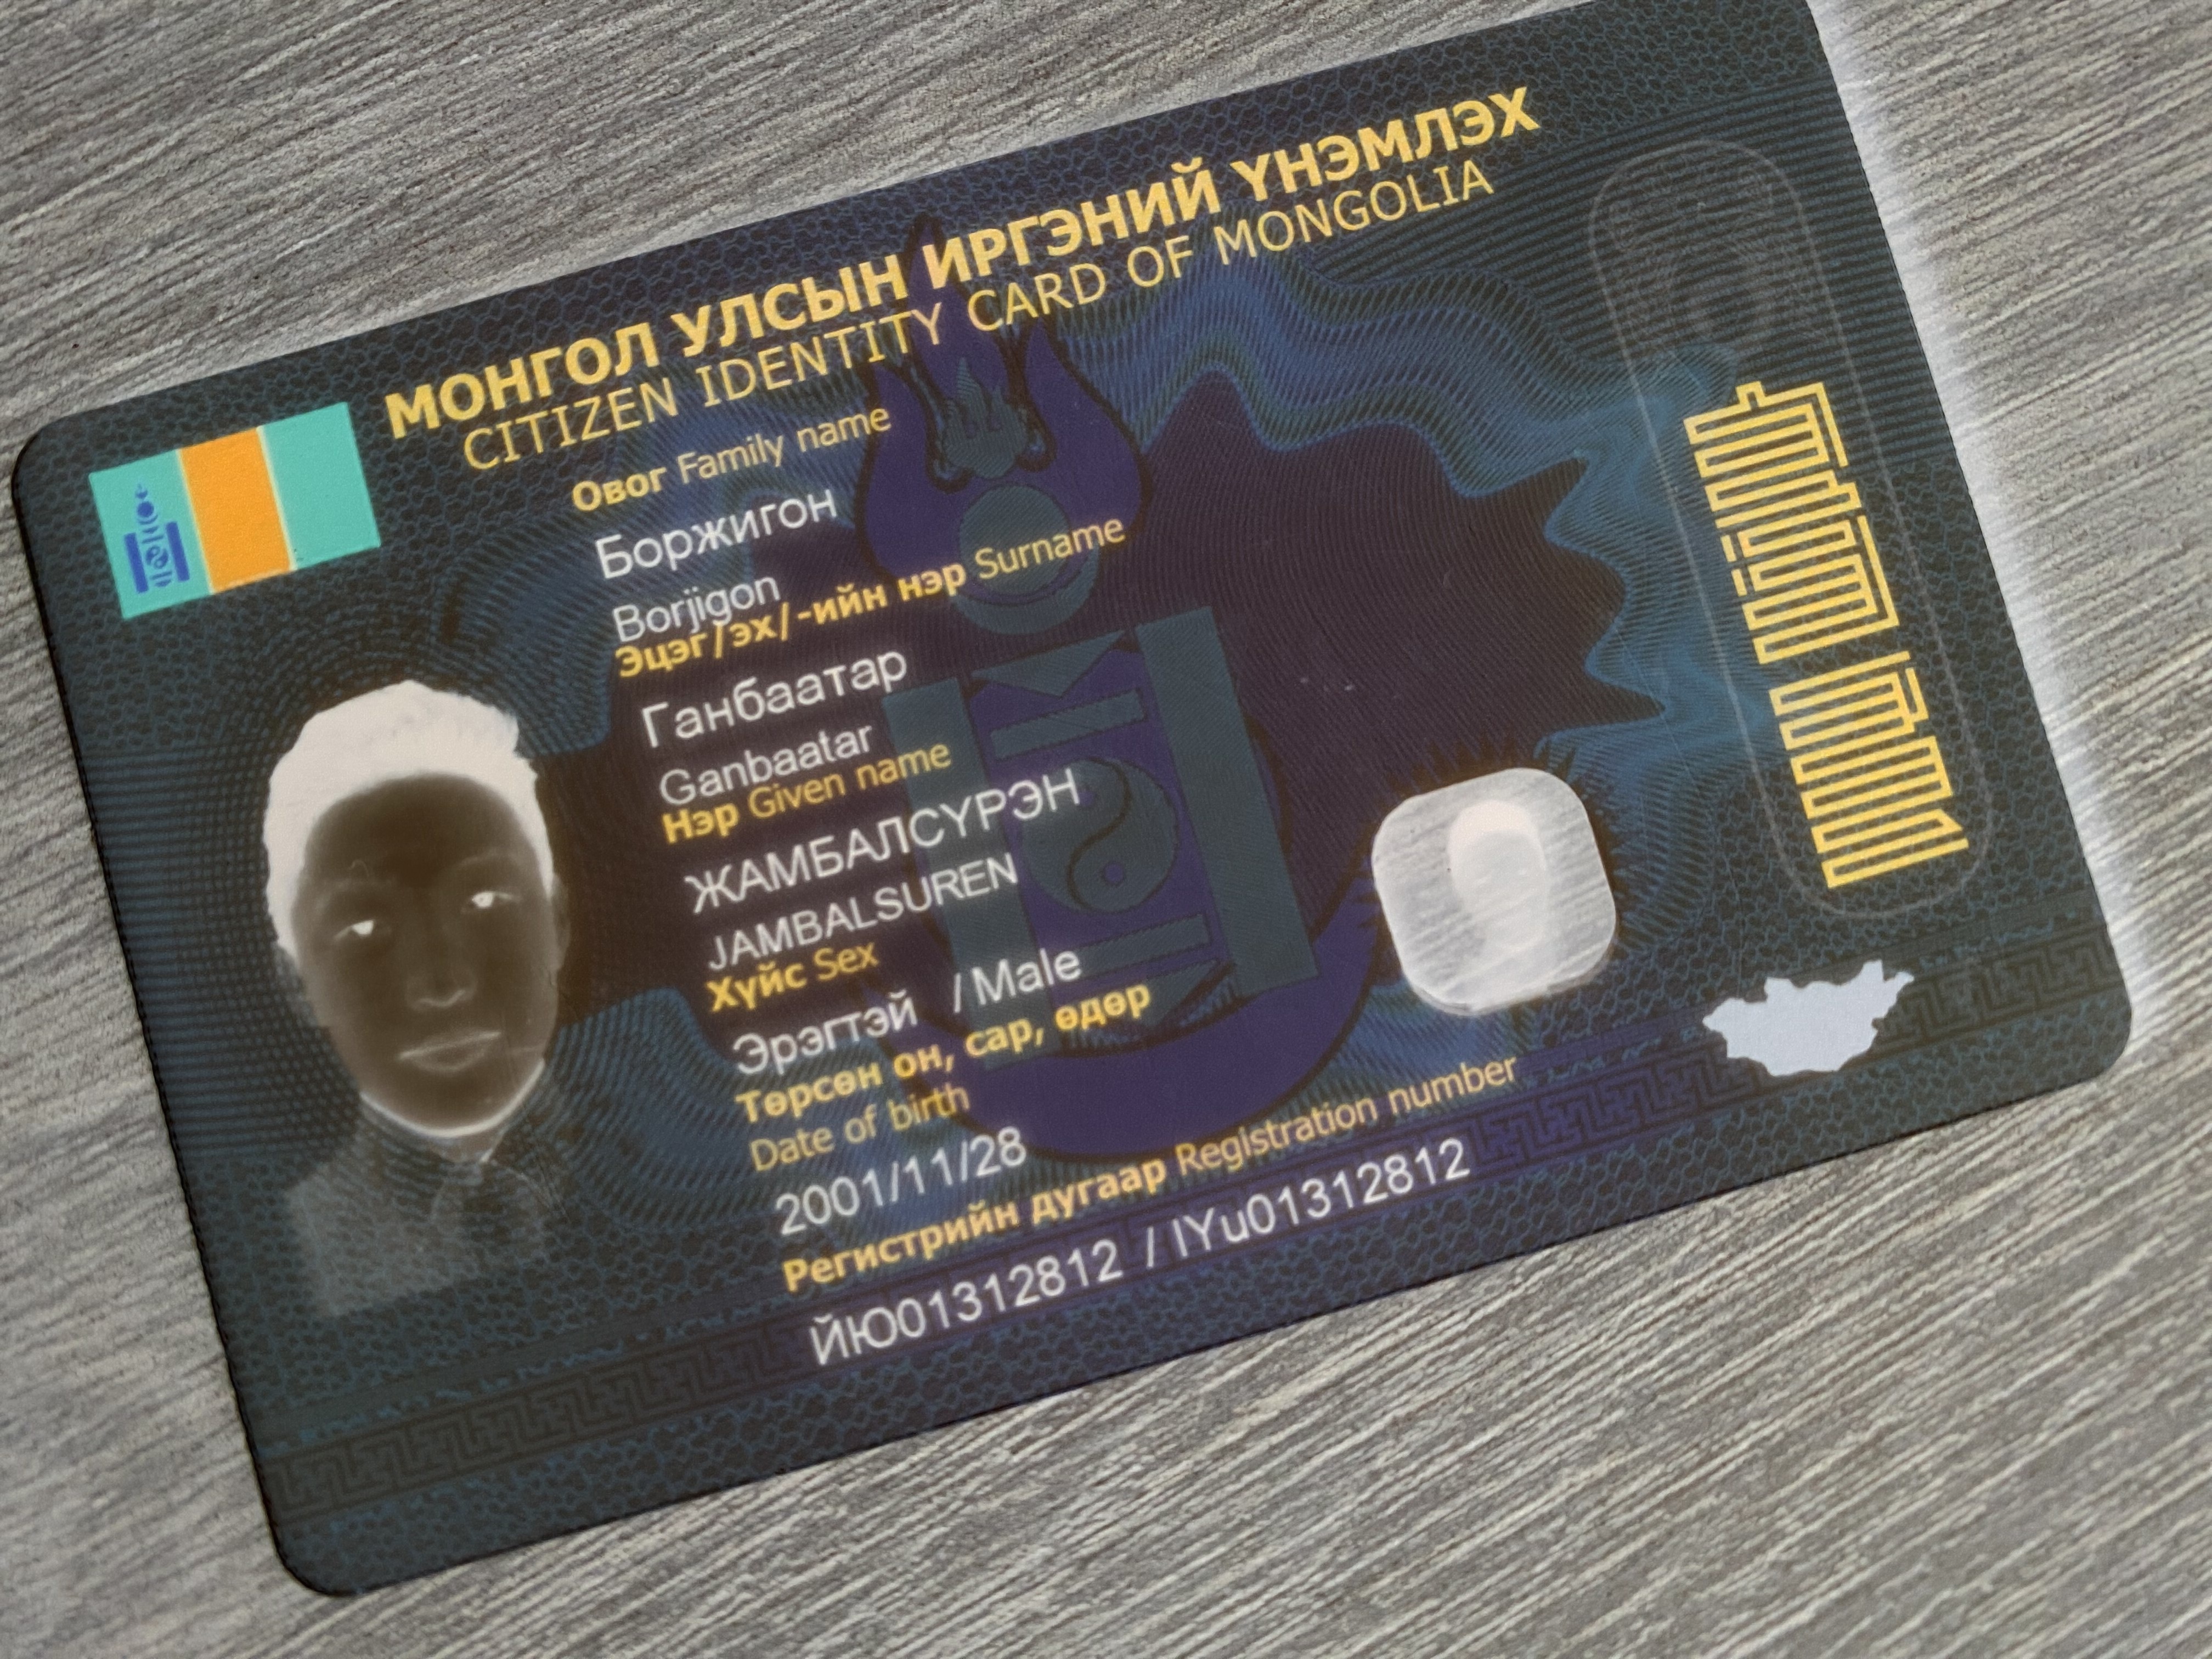 МОНГОЛ УЛСЫН ИРГЭНИЙ ҮНЭМЛЭХ
CITIZEN IDENTITY CARD OF MONGOLIA
Овог Family name
Боржигон
Borjigon
Эцэг/эх/-ийн нэр Surname
Ганбаатар
Ganbaatar
Нэр Given name
ЖАМБАЛСҮРЭН
JAMBALSUREN
Хүйс Sex
Эрэгтэй / Male
Төрсөн он, сар, өдөр
Date of birth
2001/11/28
Регистрийн дугаар Registration number
ЙЮ01312812 / IYu01312812